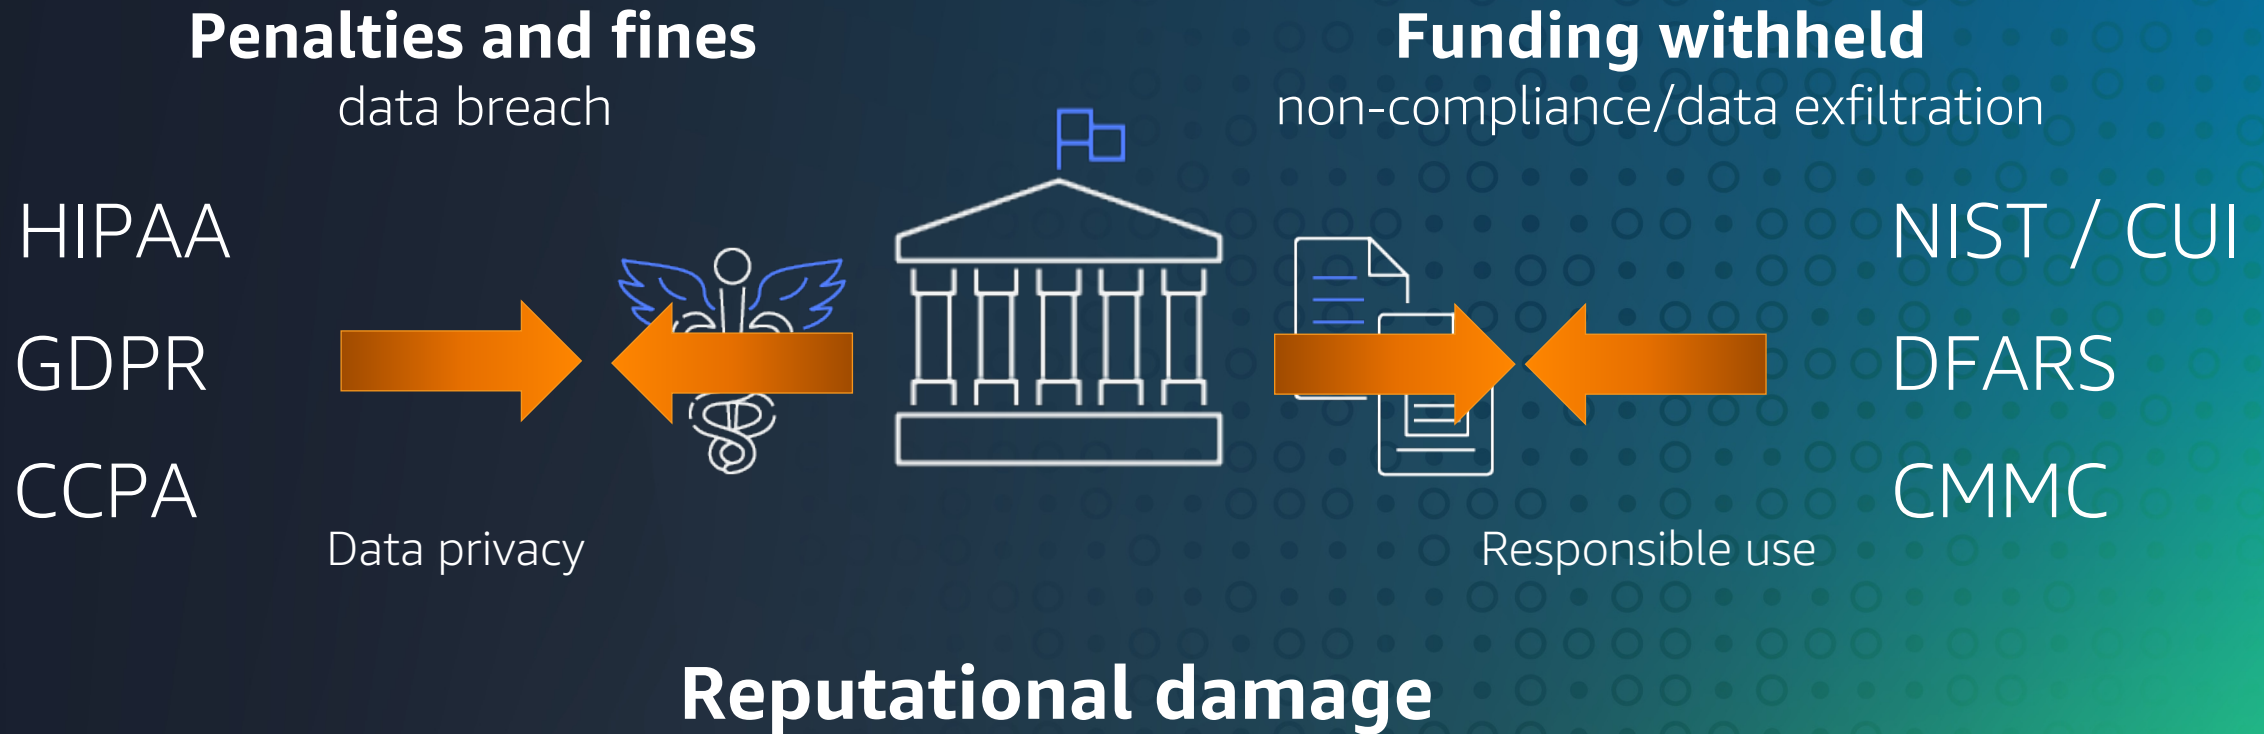 Penalties and fines
data breach
Funding withheld
non-compliance/data exfiltration
HIPAA
GDPR
CCPA
NIST / CUI
DFARS
CMMC
Data privacy
Responsible use
Reputational damage